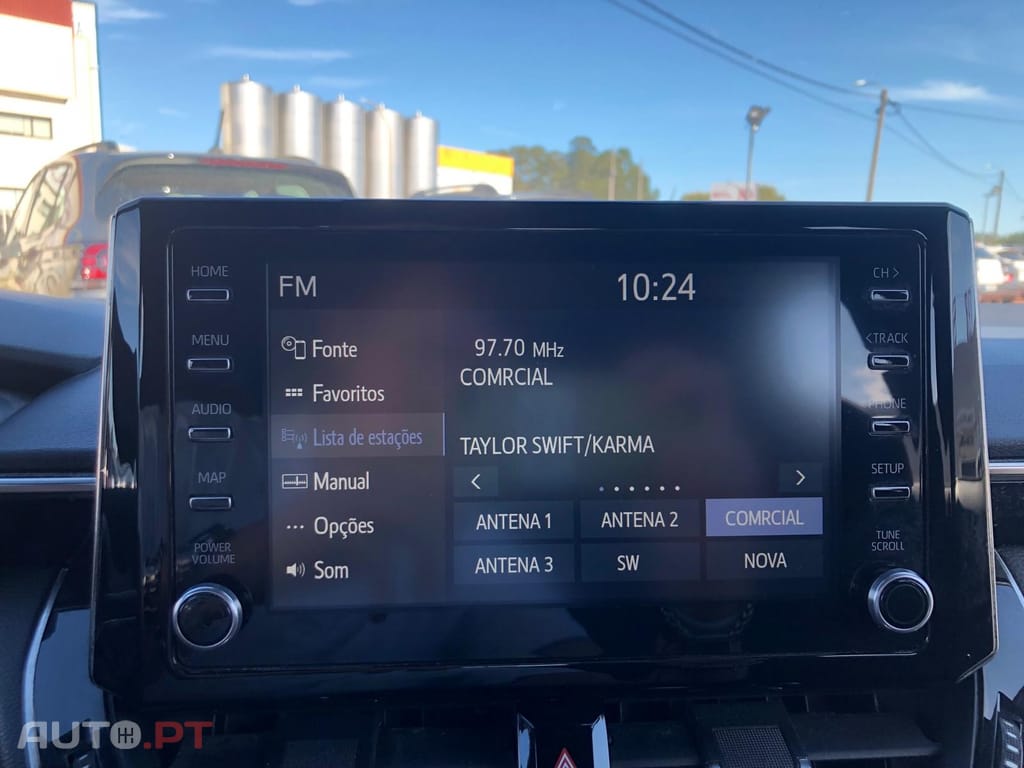 HOME
MENU
AUDIO
MAP
POWER
VOLUME
FM
10:24
Fonte
Favoritos
Lista de estações
Manual
Opções
Som
97.70 MHz
COMRCIAL
TAYLOR SWIFT/KARMA
< >
ANTENA 1 ANTENA 2 COMRCIAL
ANTENA 3 SW NOVA
CH >
<TRACK
PHONE
SETUP
TUNE
SCROLL
AUTO.PT